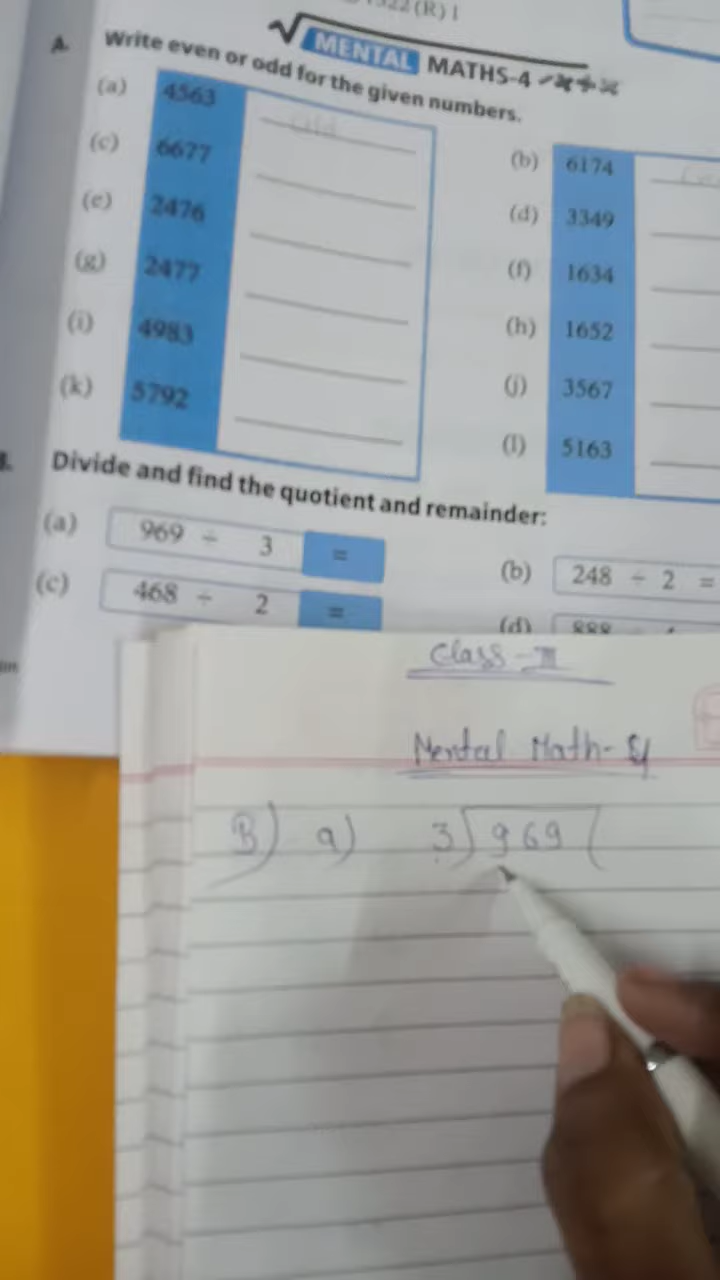 MENTAL MATHS-4
A. Write even or odd for the given numbers.
(a) 4563 odd
(b) 6174
(c) 6677
(d) 3349
(e) 2476
(f) 1634
(g) 2477
(h) 1652
(i) 4983
(j) 3567
(k) 5792
(l) 5163
Divide and find the quotient and remainder:
(a) 969 ÷ 3 =
(b) 248 ÷ 2 =
(c) 468 ÷ 2 =
(d) 888
Class - III
Mental Math-
B) a) 3)969(